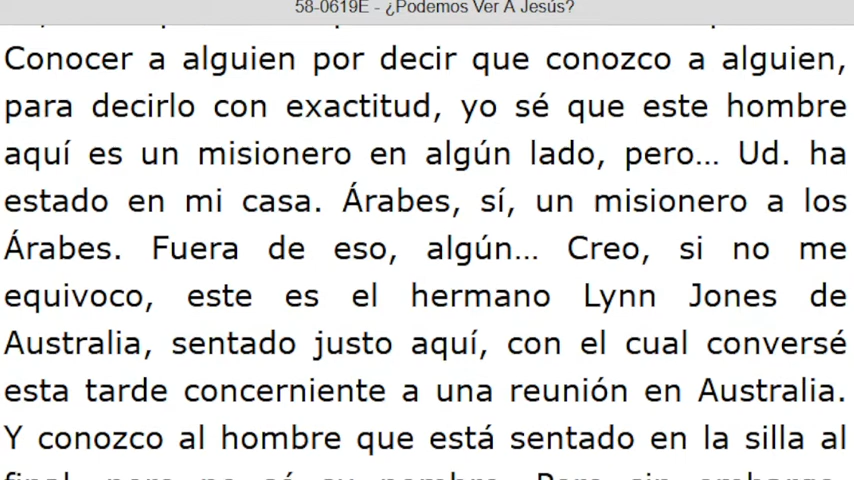 58-0619E - ¿Podemos Ver A Jesús?
Conocer a alguien por decir que conozco a alguien,
para decirlo con exactitud, yo sé que este hombre
aquí es un misionero en algún lado, pero... Ud. ha
estado en mi casa. Árabes, sí, un misionero a los
Árabes. Fuera de eso, algún... Creo, si no me
equivoco, este es el hermano Lynn Jones de
Australia, sentado justo aquí, con el cual conversé
esta tarde concerniente a una reunión en Australia.
Y conozco al hombre que está sentado en la silla al